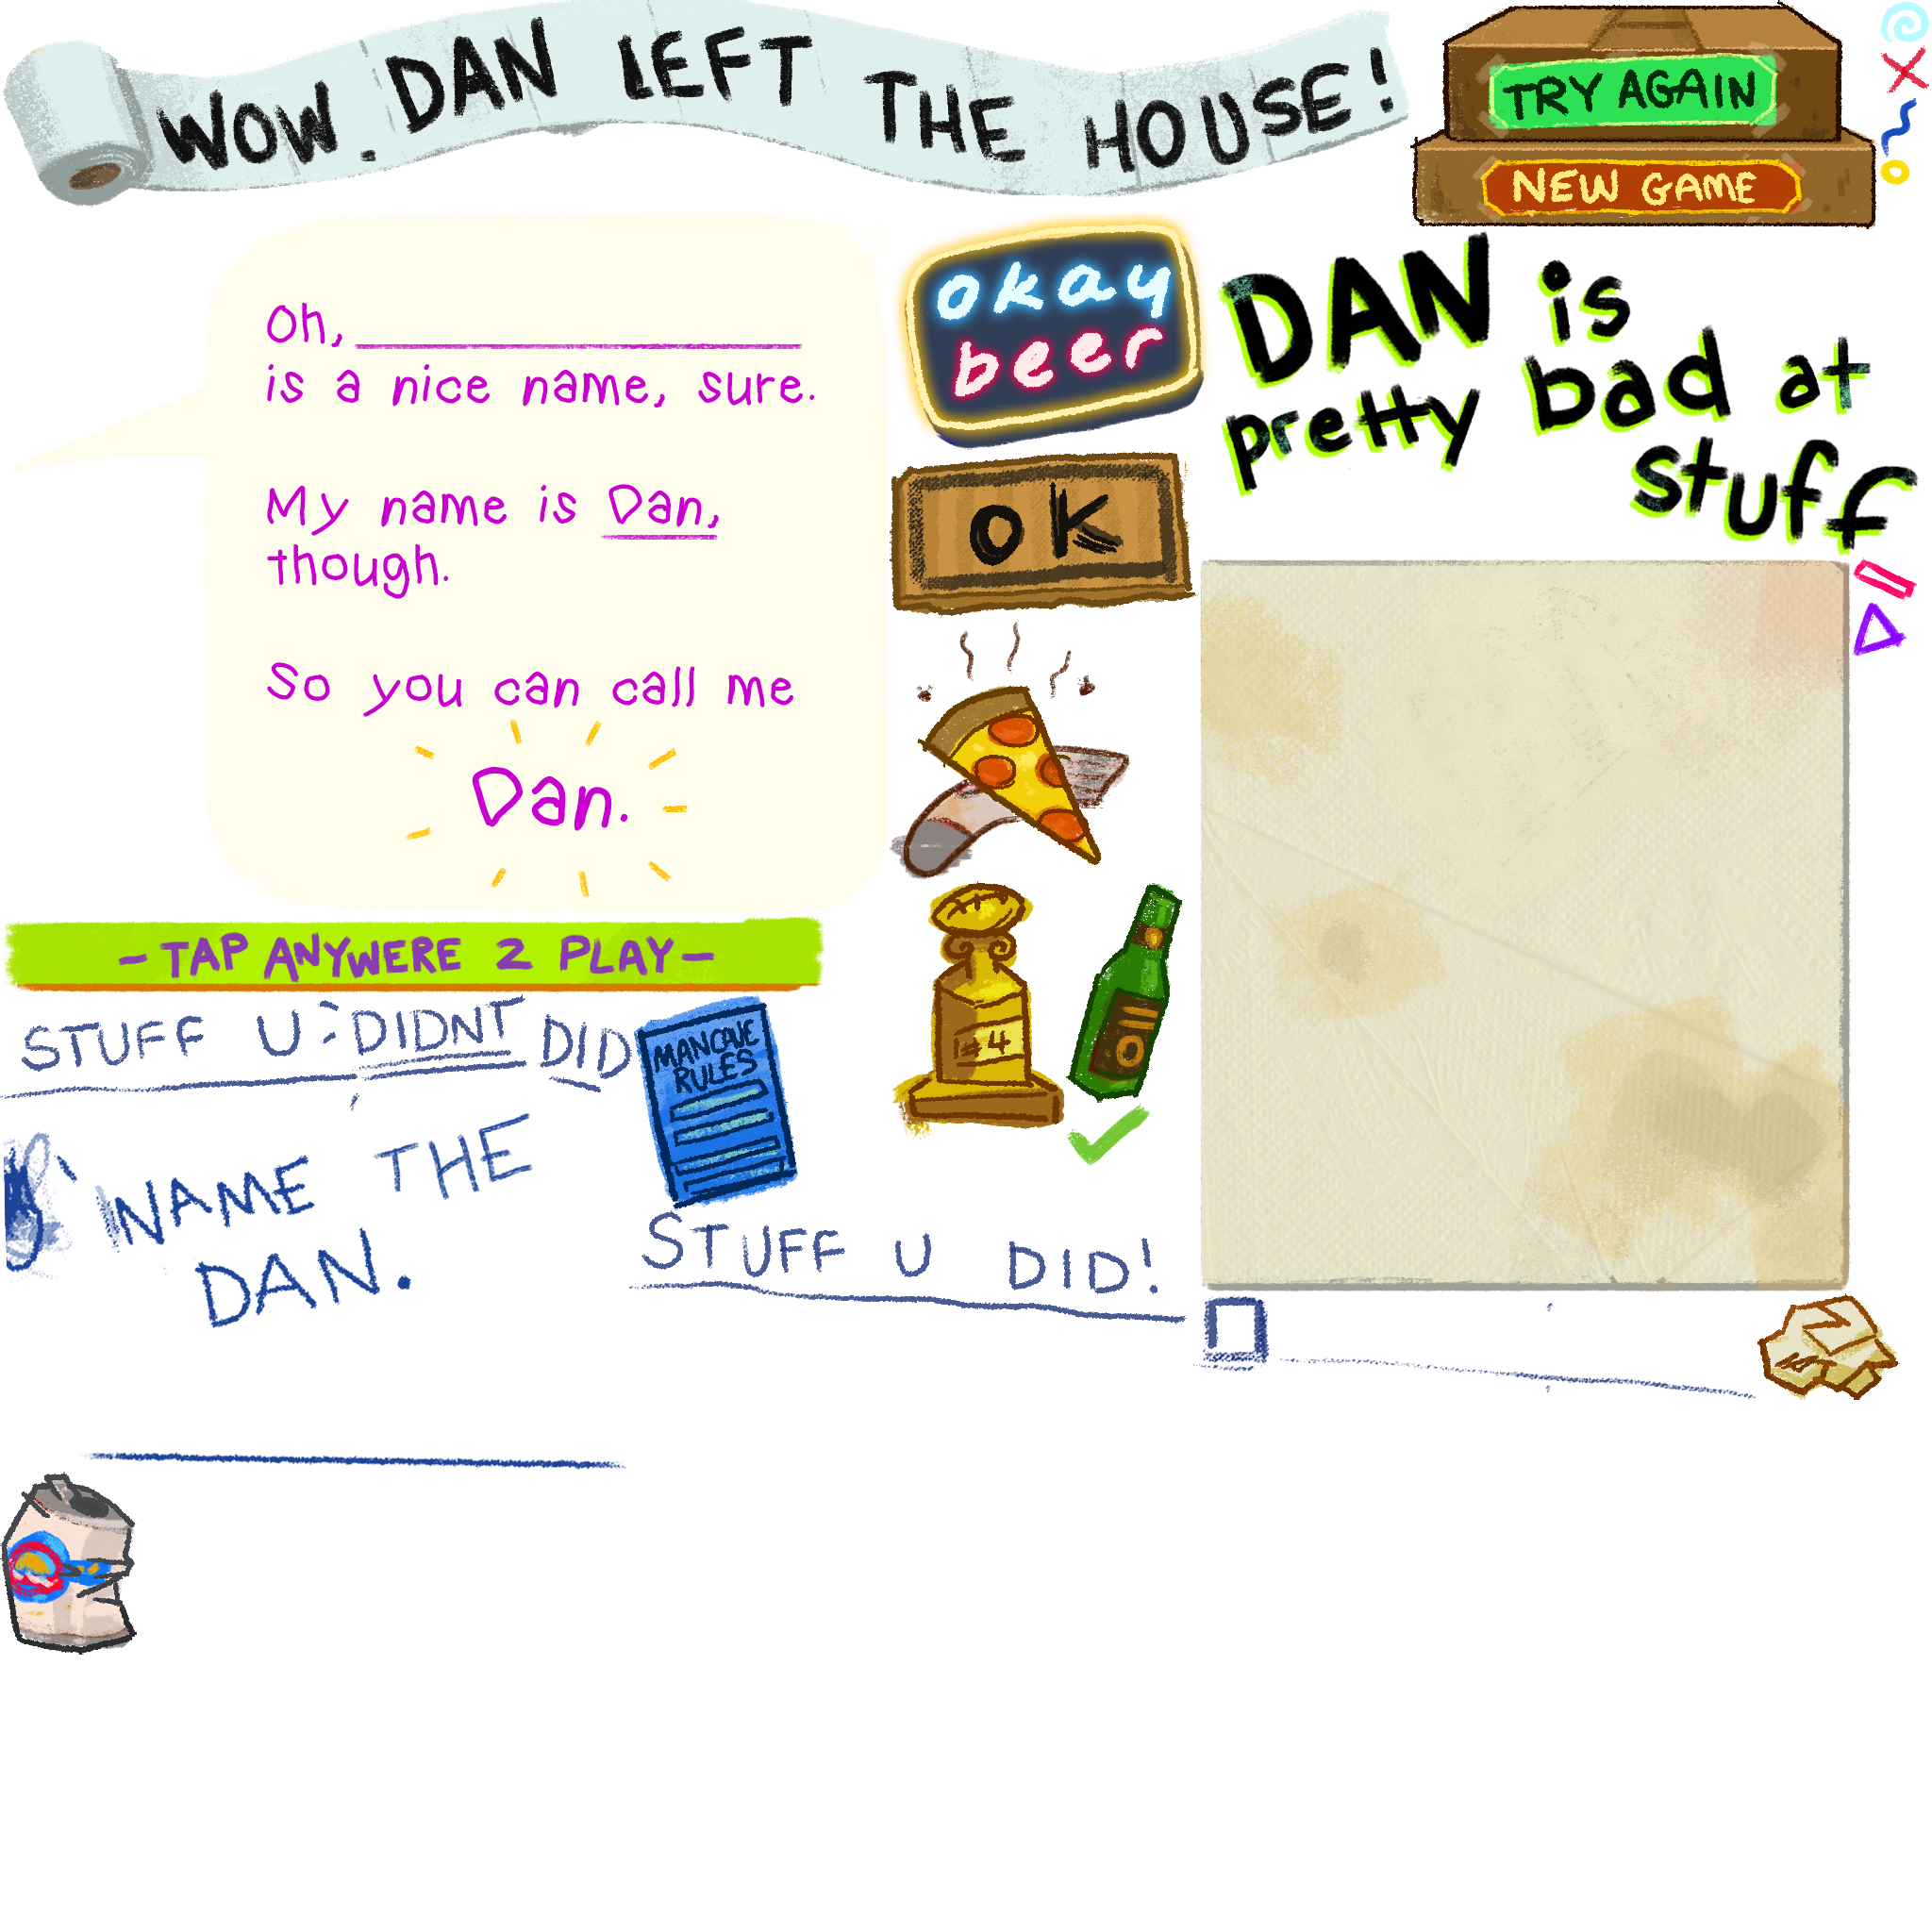 WOW. DAN LEFT THE HOUSE!
TRY AGAIN
NEW GAME
Oh, ___
is a nice name, sure.
My name is Dan,
though.
So you can call me
Dan.
okay
beer
OK
DAN is
pretty bad at
stuff
- TAP ANYWERE 2 PLAY -
STUFF U DIDNT DID
MANCAVE
RULES
#4
NAME THE
DAN.
STUFF U DID!